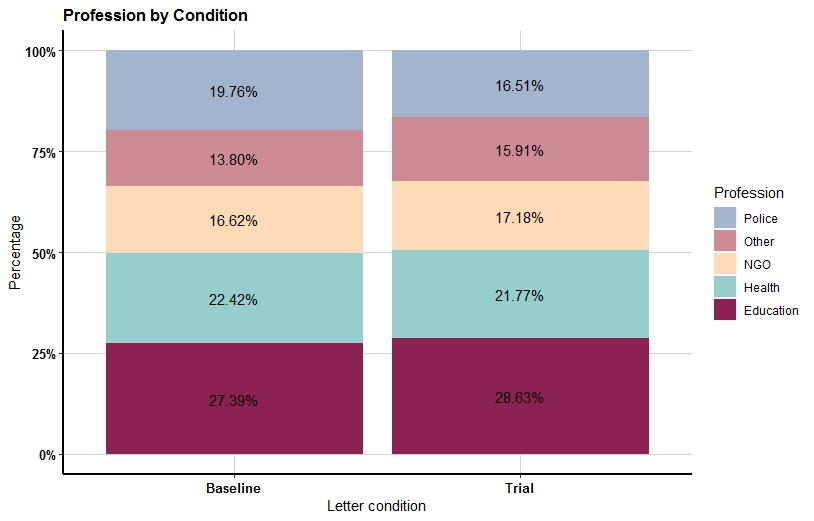 Profession by Condition
Percentage
100%
75%
50%
25%
0%
19.76%
13.80%
16.62%
22.42%
27.39%
16.51%
15.91%
17.18%
21.77%
28.63%
Baseline
Trial
Letter condition
Profession
Police
Other
NGO
Health
Education